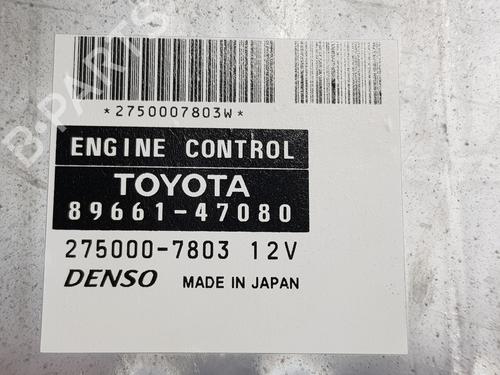 *2750007803W*
ENGINE CONTROL
TOYOTA
89661-47080
275000-7803 12V
DENSO MADE IN JAPAN
B-PARTS